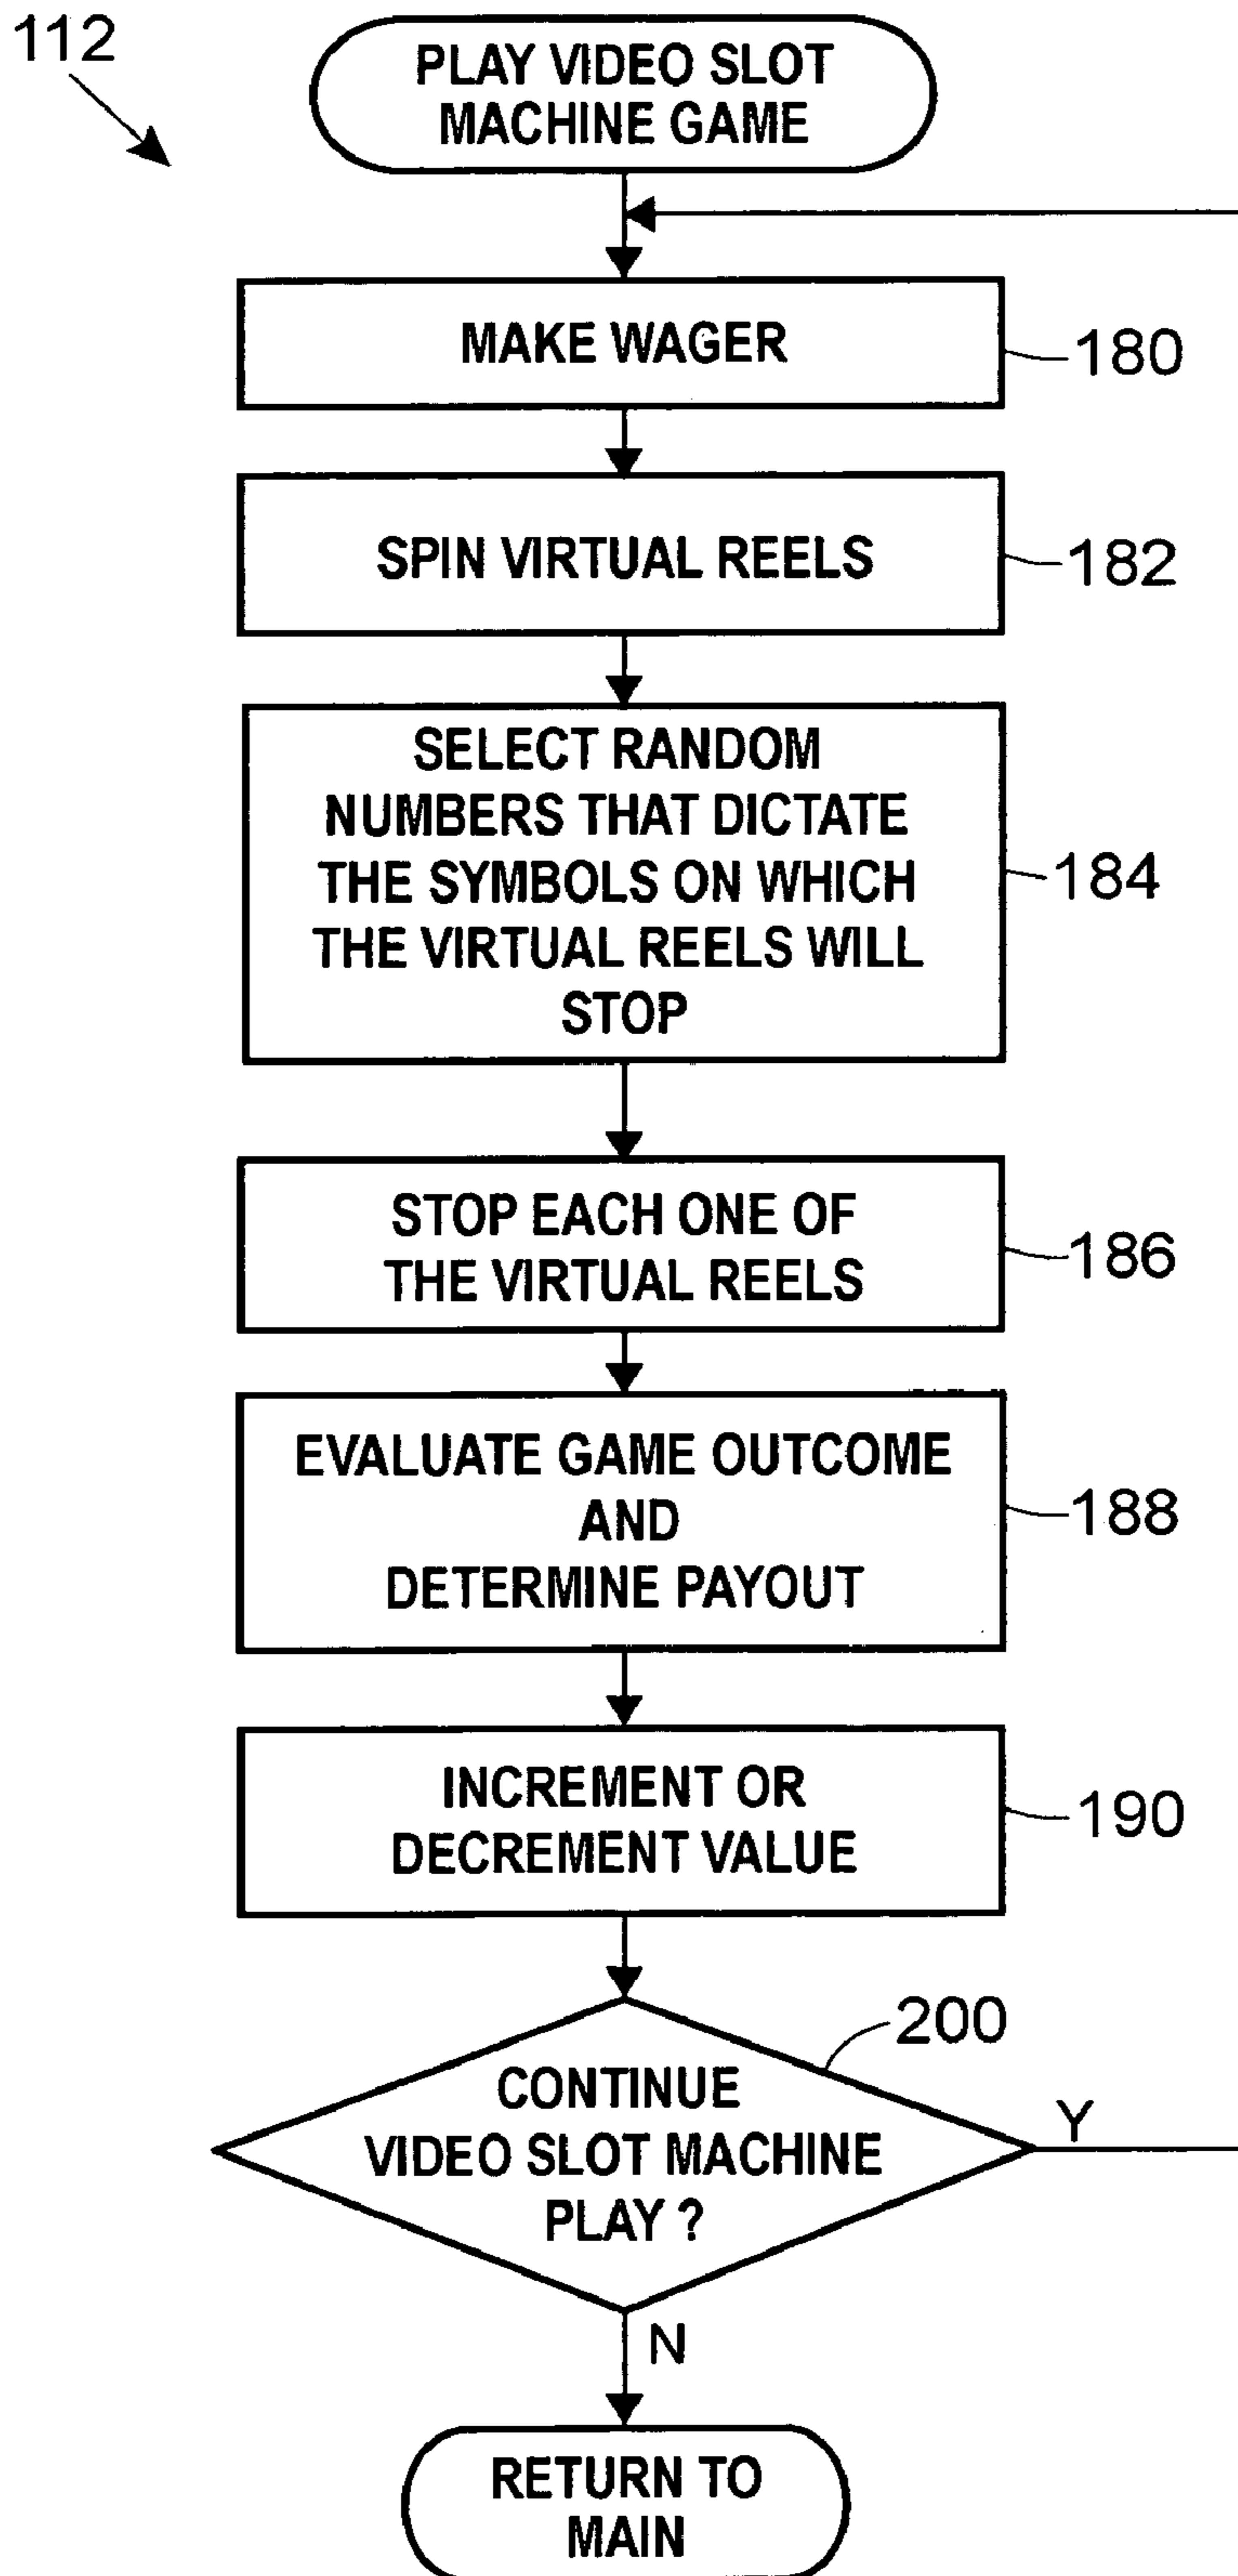 112
PLAY VIDEO SLOT
MACHINE GAME
MAKE WAGER
180
SPIN VIRTUAL REELS
182
SELECT RANDOM
NUMBERS THAT DICTATE
THE SYMBOLS ON WHICH
THE VIRTUAL REELS WILL
STOP
184
STOP EACH ONE OF
THE VIRTUAL REELS
186
EVALUATE GAME OUTCOME
AND
DETERMINE PAYOUT
188
INCREMENT OR
DECREMENT VALUE
190
200
CONTINUE
VIDEO SLOT MACHINE
PLAY ?
Y
N
RETURN TO
MAIN